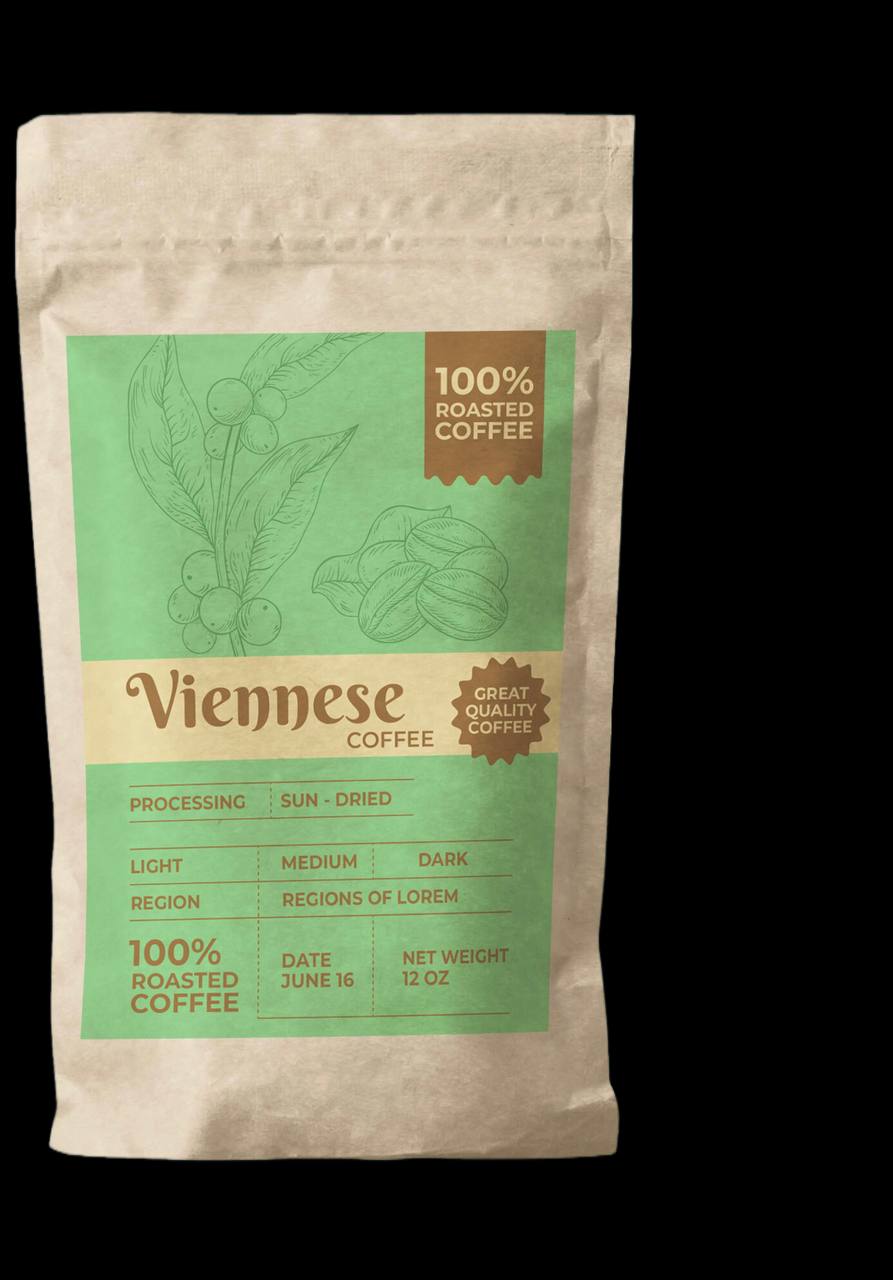 100%
ROASTED
COFFEE
Viennese
COFFEE
GREAT
QUALITY
COFFEE
PROCESSING SUN - DRIED
LIGHT MEDIUM DARK
REGION REGIONS OF LOREM
100%
ROASTED
COFFEE
DATE
JUNE 16
NET WEIGHT
12 OZ